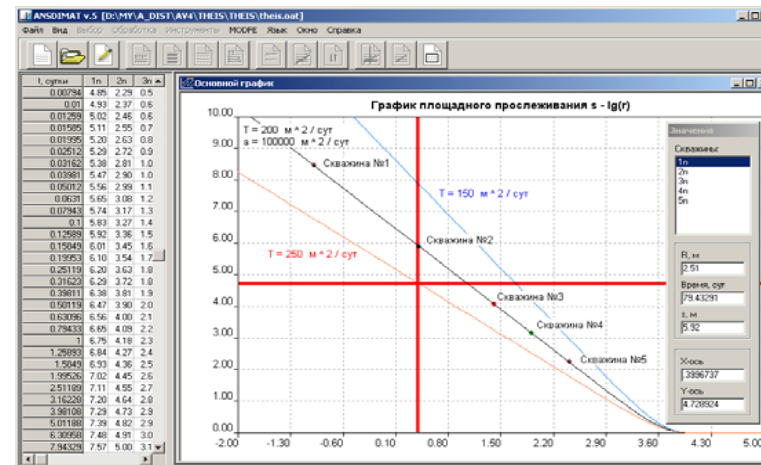 ANSDIMAT v.5 [D:\MY\A_DIST\AV4\THEIS\THEIS\theis.oat]
Файл Вид Выбор Обработка Инструменты MODFE Язык Окно Справка
t, сутки 1n 2n 3n
0.00794 4.85 2.29 0.5
0.01 4.93 2.37 0.6
0.01259 5.02 2.46 0.6
0.01585 5.11 2.55 0.7
0.01995 5.20 2.63 0.8
0.02512 5.29 2.72 0.9
0.03162 5.38 2.81 1.0
0.03981 5.47 2.90 1.0
0.05012 5.56 2.99 1.1
0.0631 5.65 3.08 1.2
0.07943 5.74 3.17 1.3
0.1 5.83 3.27 1.4
0.12589 5.92 3.36 1.5
0.15849 6.01 3.45 1.6
0.19953 6.10 3.54 1.7
0.25119 6.20 3.63 1.8
0.31623 6.29 3.72 1.8
0.39811 6.38 3.81 1.9
0.50119 6.47 3.90 2.0
0.63096 6.56 4.00 2.1
0.79433 6.65 4.09 2.2
1 6.75 4.18 2.3
1.25893 6.84 4.27 2.4
1.5849 6.93 4.36 2.5
1.99526 7.02 4.45 2.6
2.51189 7.11 4.55 2.7
3.16228 7.20 4.64 2.8
3.98108 7.29 4.73 2.9
5.01188 7.39 4.82 2.9
6.30958 7.48 4.91 3.0
7.94329 7.57 5.00 3.1
Основной график
График площадного прослеживания s - lg(r)
10.00
9.00
8.00
7.00
6.00
5.00
4.00
3.00
2.00
1.00
0.00
-2.00 -1.30 -0.60 0.10 0.80 1.50 2.20 2.90 3.60 4.30 5.00
T = 200 м ^ 2 / сут
a = 100000 м ^ 2 / сут
Скважина №1
T = 150 м ^ 2 / сут
Скважина №2
T = 250 м ^ 2 / сут
Скважина №3
Скважина №4
Скважина №5
Значения
Скважины:
1n
2n
3n
4n
5n
R, м
2.51
Время, сут
79.43291
s, м
5.92
X-ось
.3996737
Y-ось
4.728924